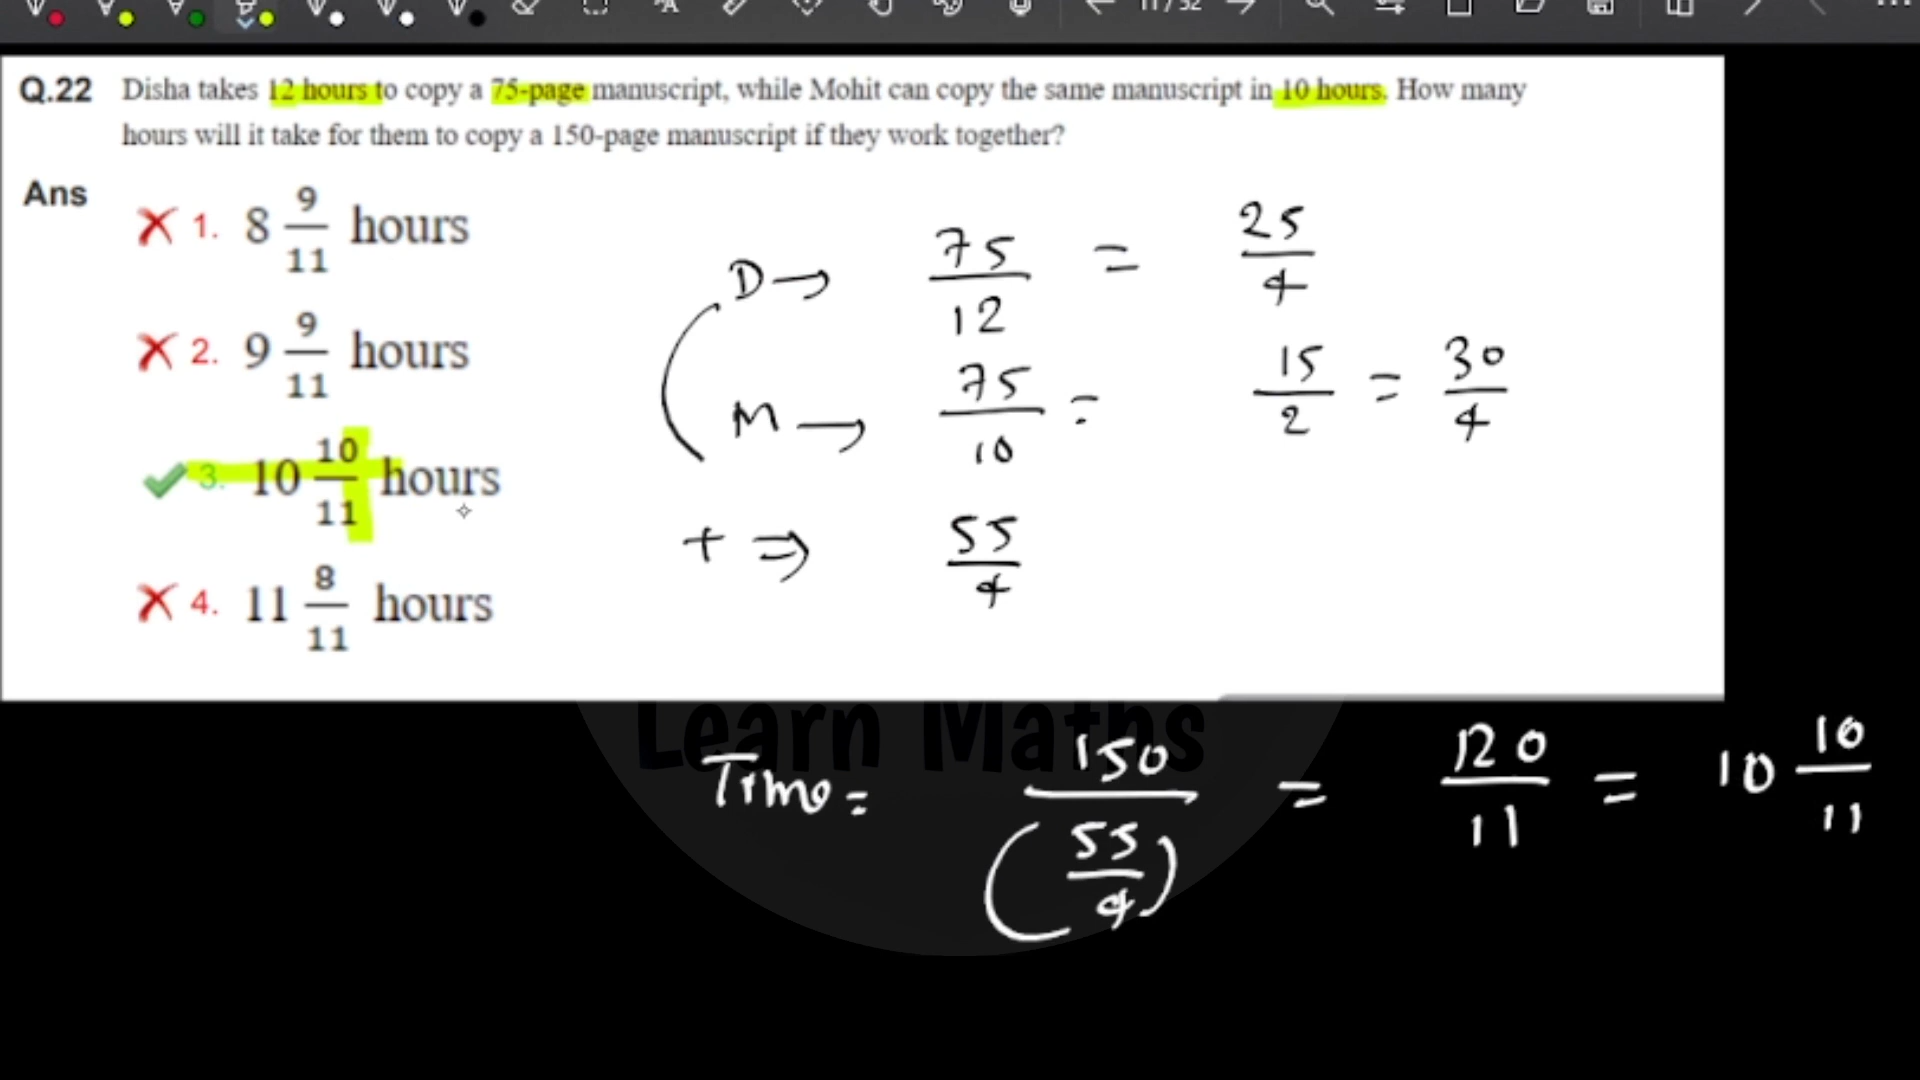 11 / 32
Q.22 Disha takes 12 hours to copy a 75-page manuscript, while Mohit can copy the same manuscript in 10 hours. How many
hours will it take for them to copy a 150-page manuscript if they work together?
Ans
1. 8 9/11 hours
2. 9 9/11 hours
3. 10 10/11 hours
4. 11 8/11 hours
D → 75/12 = 25/4
M → 75/10 = 15/2 = 30/4
+ ⇒ 55/4
Learn Maths
Time = 150/(55/4) = 120/11 = 10 10/11